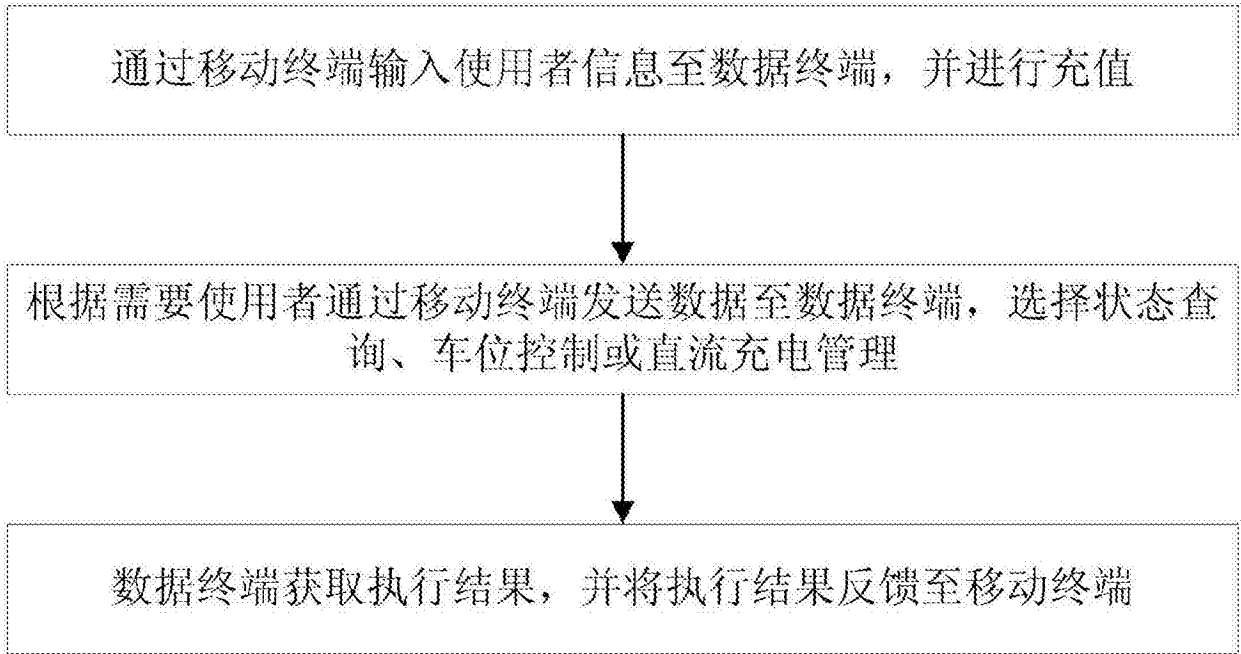 通过移动终端输入使用者信息至数据终端，并进行充值
根据需要使用者通过移动终端发送数据至数据终端，选择状态查
询、车位控制或直流充电管理
数据终端获取执行结果，并将执行结果反馈至移动终端